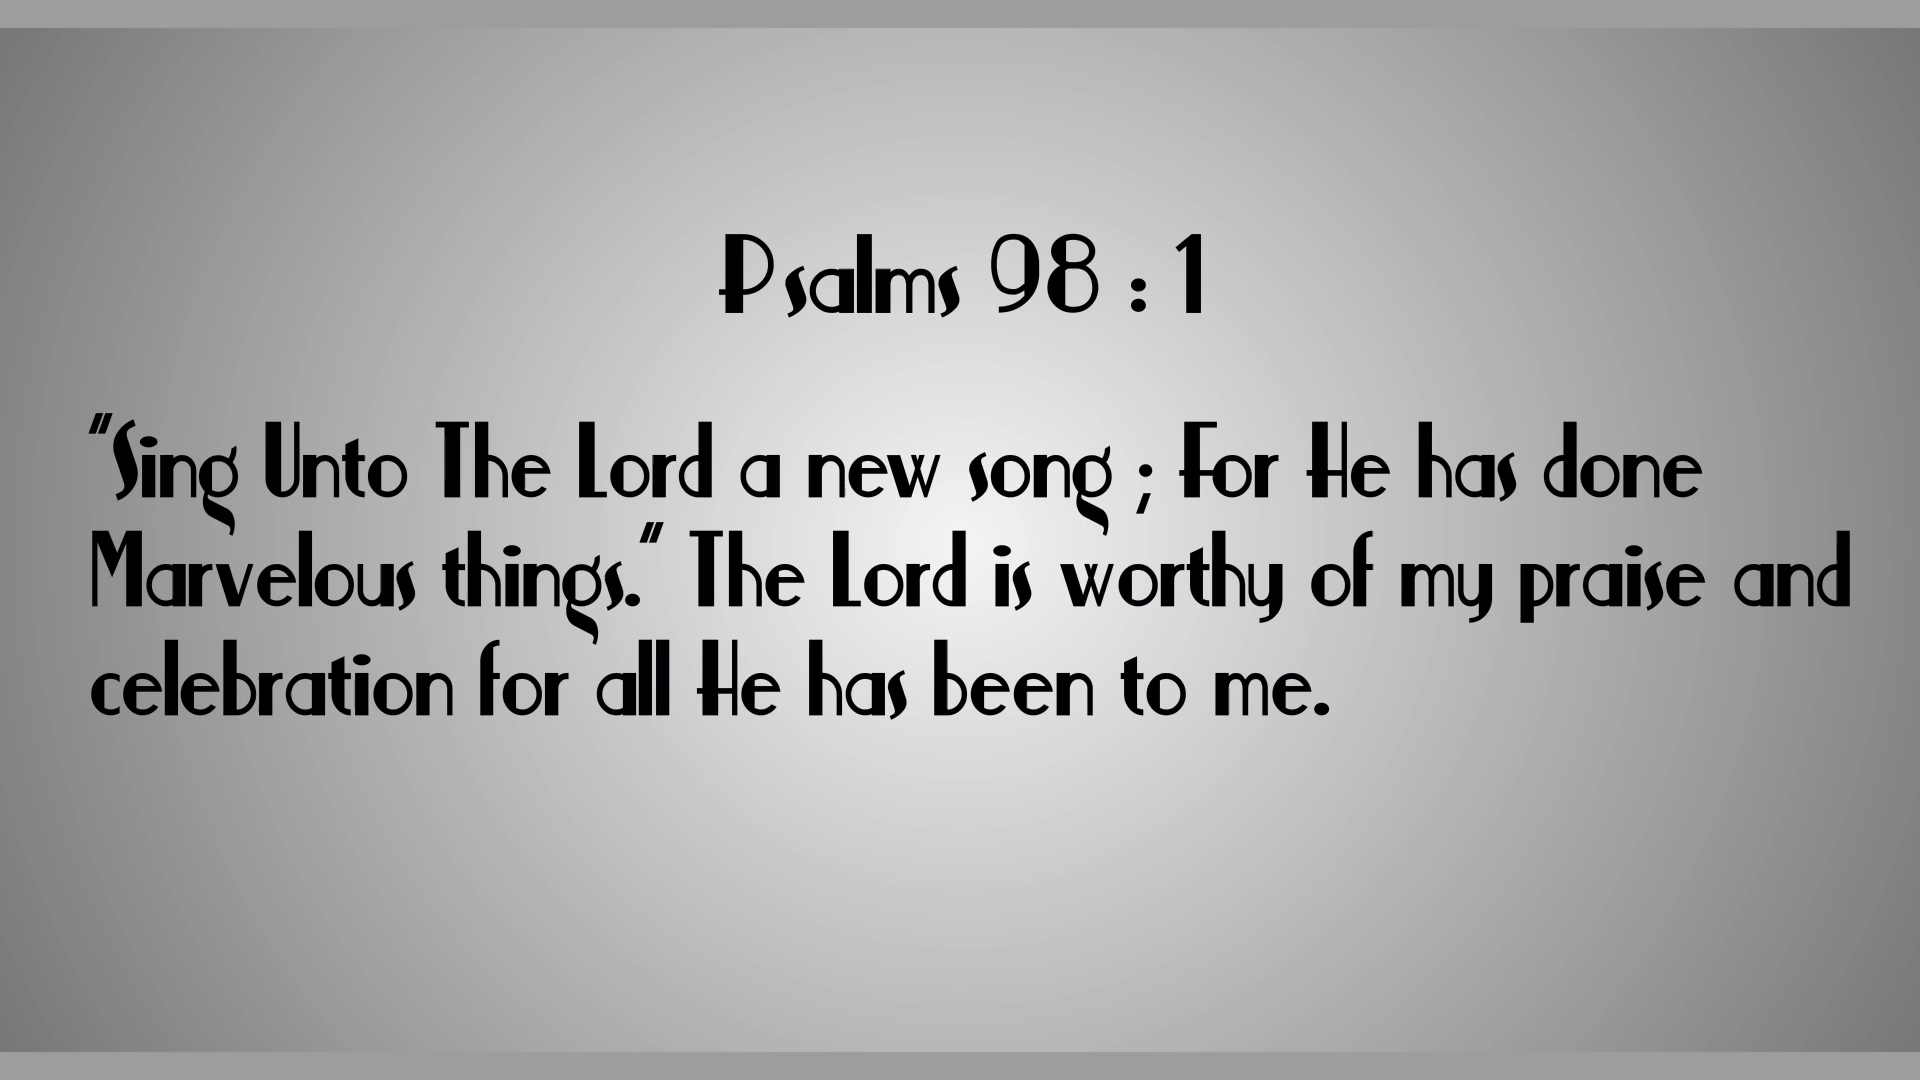 Psalms 98 : 1
"Sing Unto The Lord a new song ; For He has done
Marvelous things." The Lord is worthy of my praise and
celebration for all He has been to me.